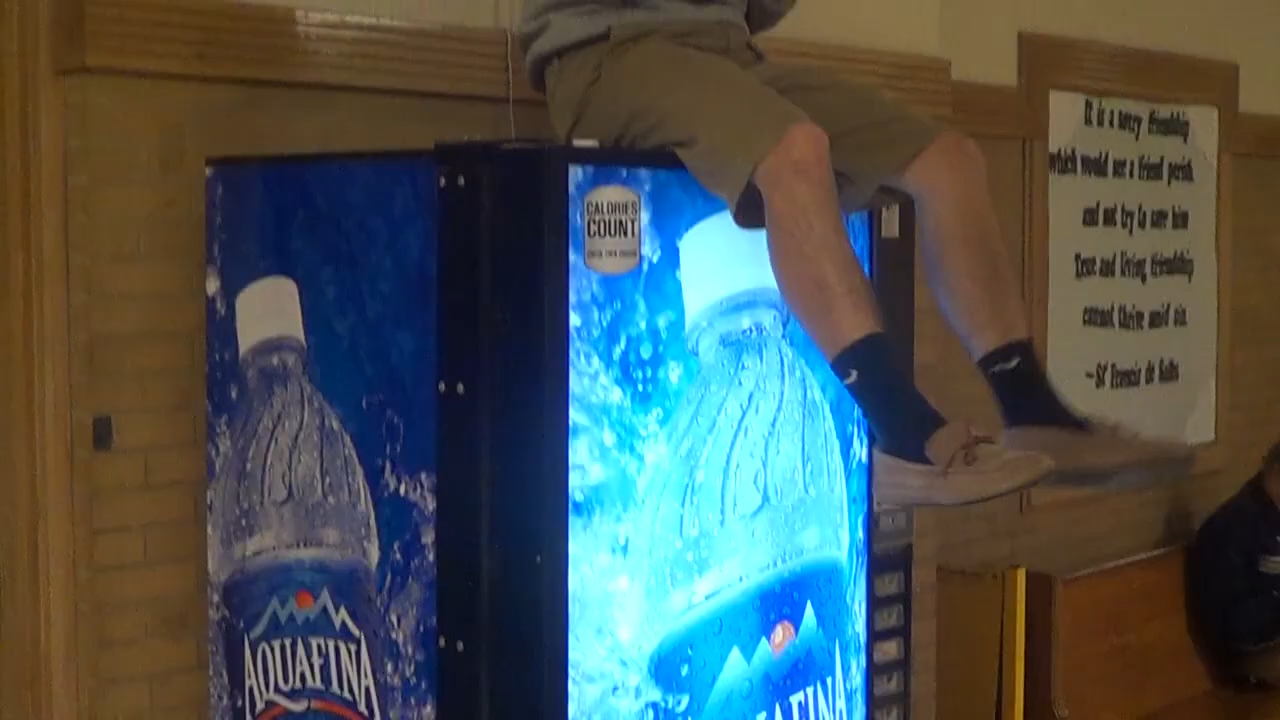 CALORIES
COUNT
AQUAFINA
AQUAFINA
It is a sorry friendship
which would see a friend perish
and not try to save him
True and living friendship
cannot thrive amid sin.
~St Francis de Sales